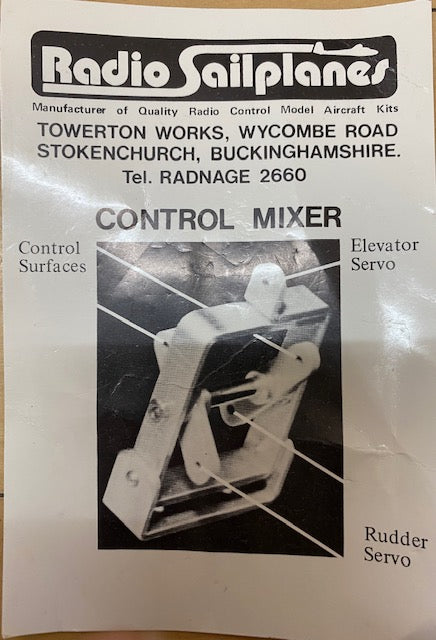 Radio Sailplanes
Manufacturer of Quality Radio Control Model Aircraft Kits
TOWERTON WORKS, WYCOMBE ROAD
STOKENCHURCH, BUCKINGHAMSHIRE.
Tel. RADNAGE 2660
CONTROL MIXER
Control
Surfaces
Elevator
Servo
Rudder
Servo